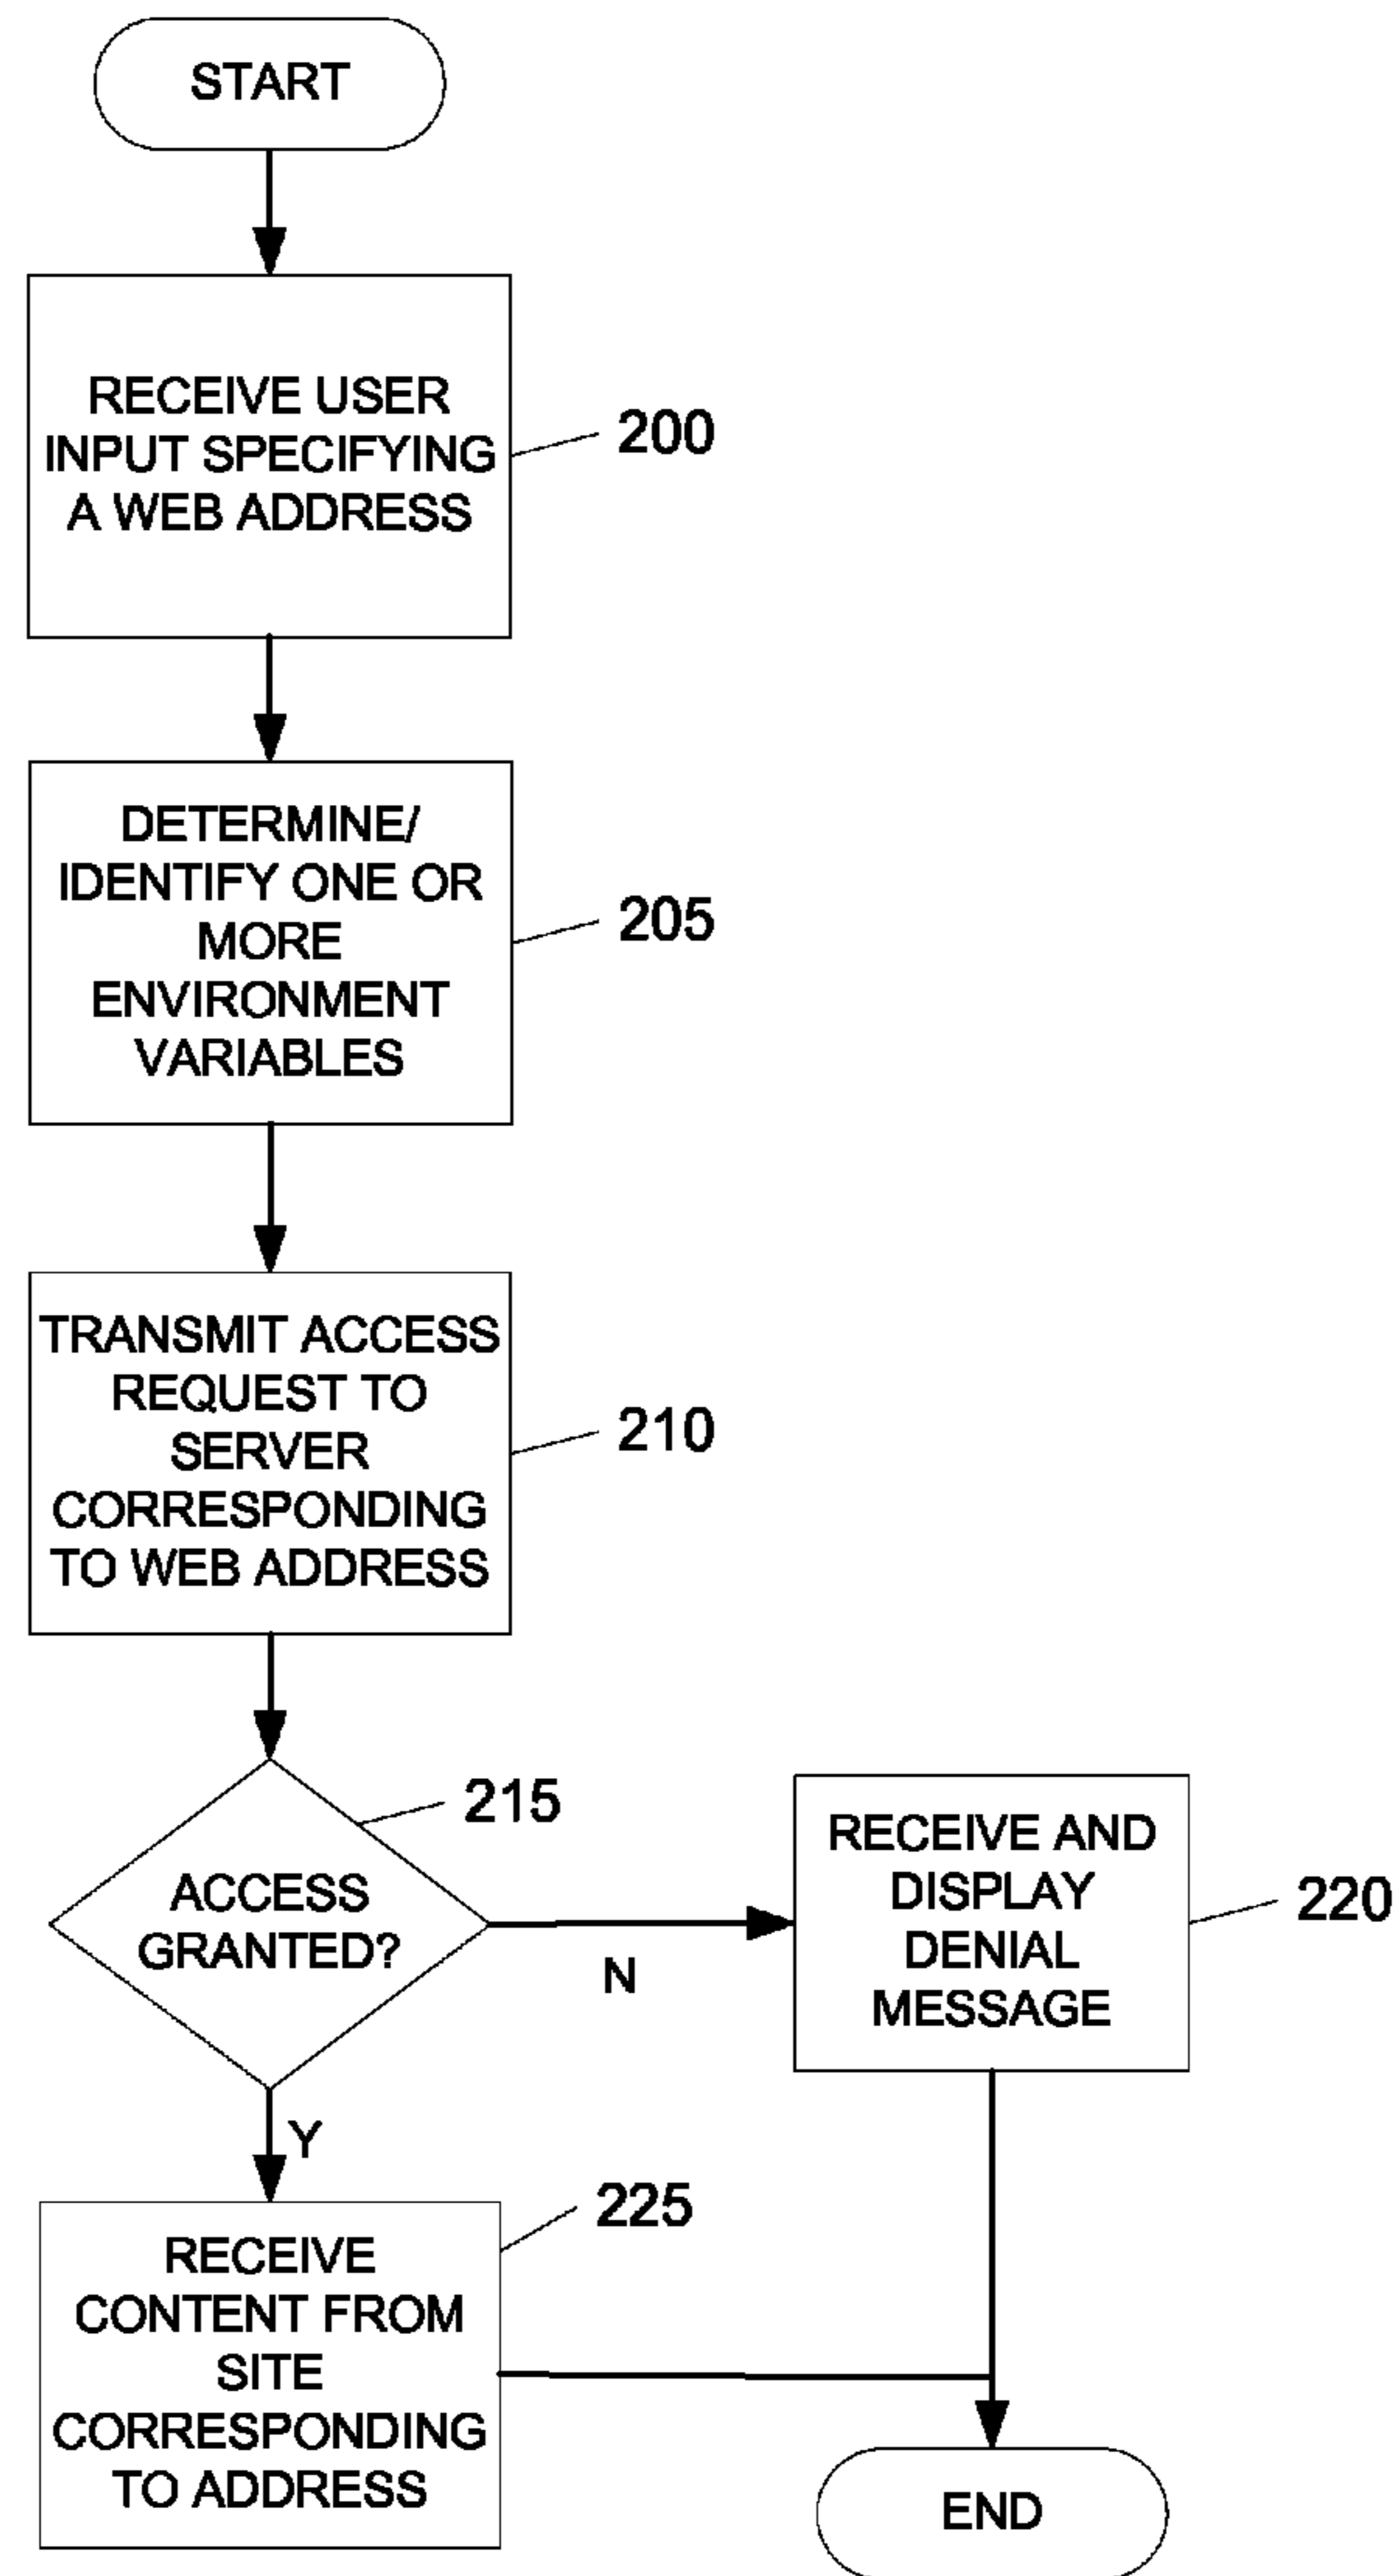 START
RECEIVE USER
INPUT SPECIFYING
A WEB ADDRESS
200
DETERMINE/
IDENTIFY ONE OR
MORE
ENVIRONMENT
VARIABLES
205
TRANSMIT ACCESS
REQUEST TO
SERVER
CORRESPONDING
TO WEB ADDRESS
210
ACCESS
GRANTED?
215
N
RECEIVE AND
DISPLAY
DENIAL
MESSAGE
220
Y
RECEIVE
CONTENT FROM
SITE
CORRESPONDING
TO ADDRESS
225
END